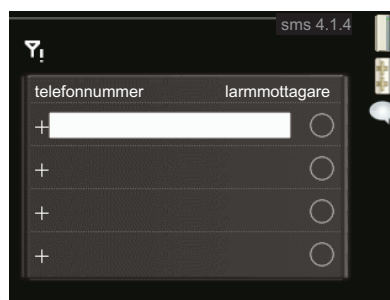 sms 4.1.4
telefonnummer larmmottagare
+
+
+
+